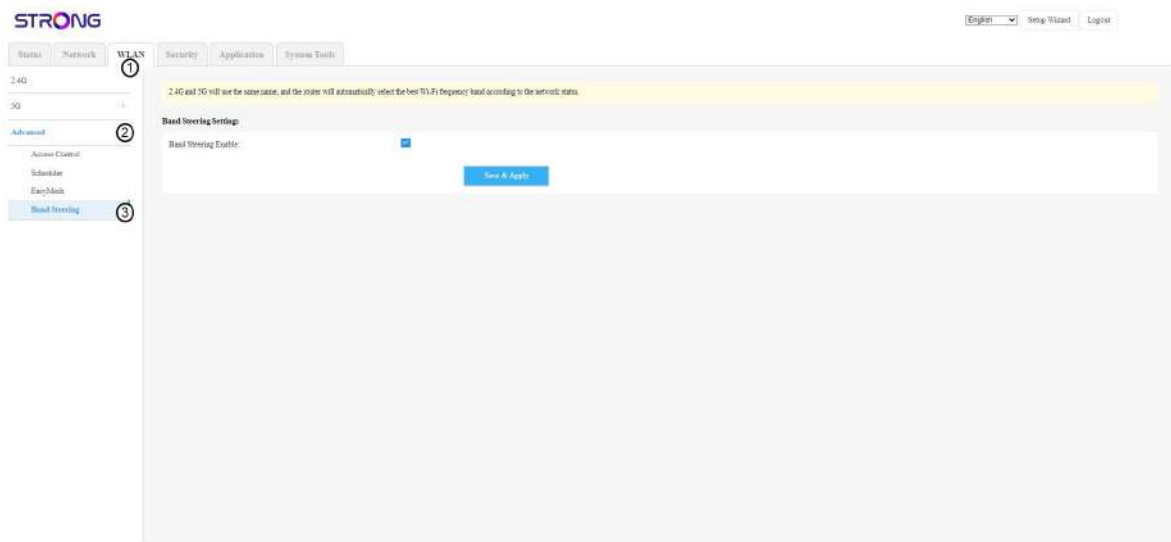 STRONG
English Setup Wizard Logout
Status Network WLAN Security Application System Tools
1
2.4G
5G +
Advanced 2
Access Control
Scheduler
EasyMesh
Band Steering 3
2.4G and 5G will use the same name, and the router will automatically select the best Wi-Fi frequency band according to the network status.
Band Steering Settings
Band Steering Enable:
Save & Apply